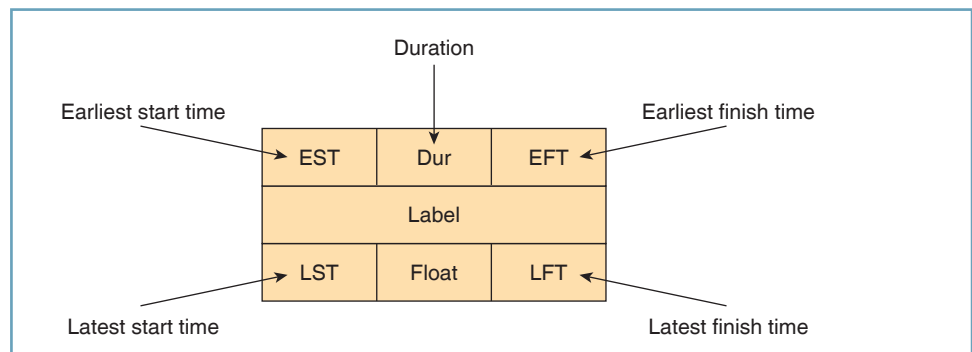 Duration
Earliest start time
Earliest finish time
EST Dur EFT
Label
LST Float LFT
Latest start time
Latest finish time